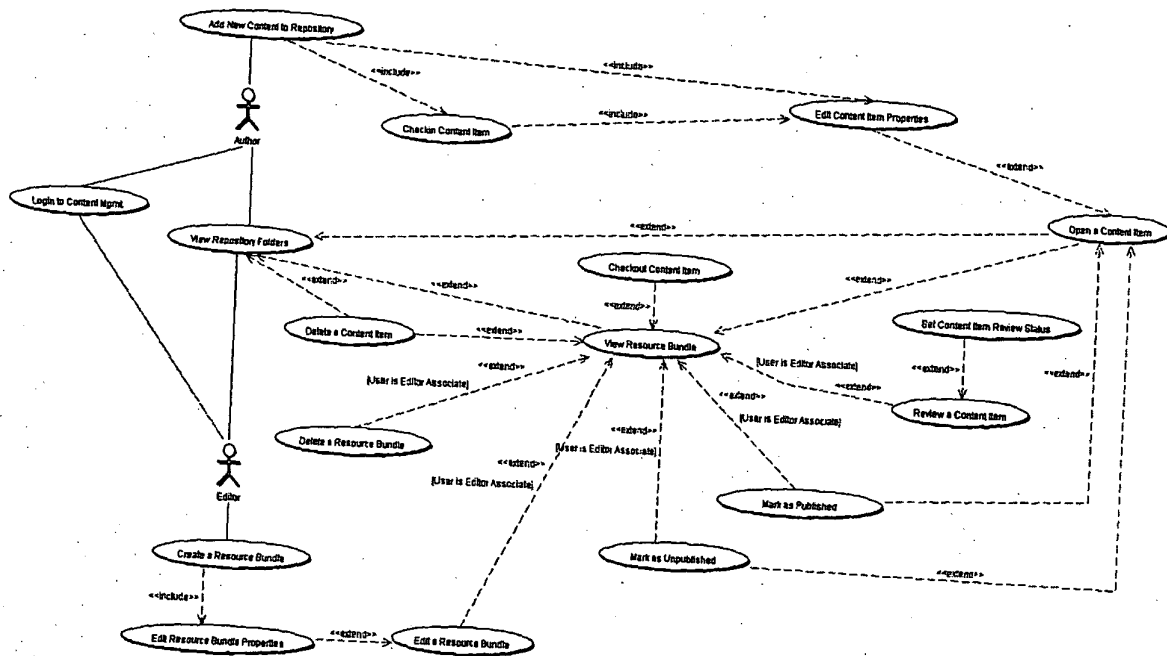 Add New Content to Repository
<<include>>
<<include>>
Author
Checkin Content Item
<<include>>
Edit Content Item Properties
<<extend>>
Login to Content Mgmt
View Repository Folders
<<extend>>
Open a Content Item
Checkout Content Item
<<extend>>
<<extend>>
<<extend>>
<<extend>>
Delete a Content Item
<<extend>>
View Resource Bundle
Set Content Item Review Status
<<extend>>
[User is Editor Associate]
[User is Editor Associate]
<<extend>>
<<extend>>
<<extend>>
Review a Content Item
<<extend>>
[User is Editor Associate]
Delete a Resource Bundle
<<extend>>
[User is Editor Associate]
<<extend>>
[User is Editor Associate]
Editor
Mark as Published
Create a Resource Bundle
Mark as Unpublished
<<extend>>
<<include>>
Edit Resource Bundle Properties
<<extend>>
Edit a Resource Bundle